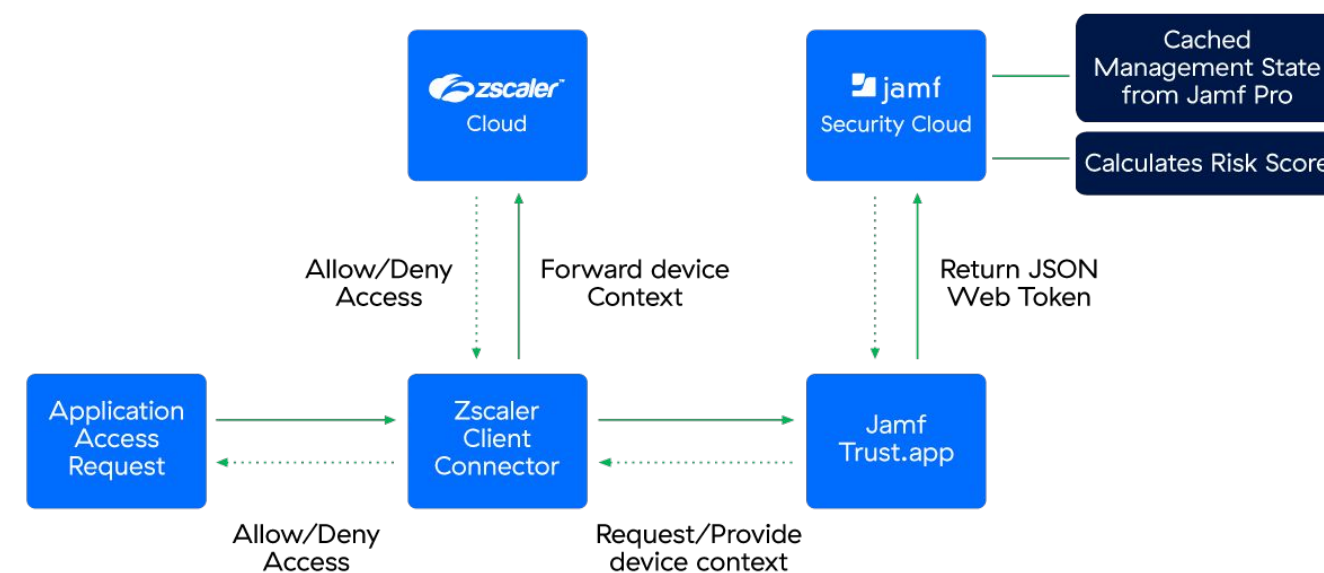 zscaler™
Cloud
jamf
Security Cloud
Cached
Management State
from Jamf Pro
Calculates Risk Score
Allow/Deny
Access
Forward device
Context
Return JSON
Web Token
Application
Access
Request
Zscaler
Client
Connector
Jamf
Trust.app
Allow/Deny
Access
Request/Provide
device context